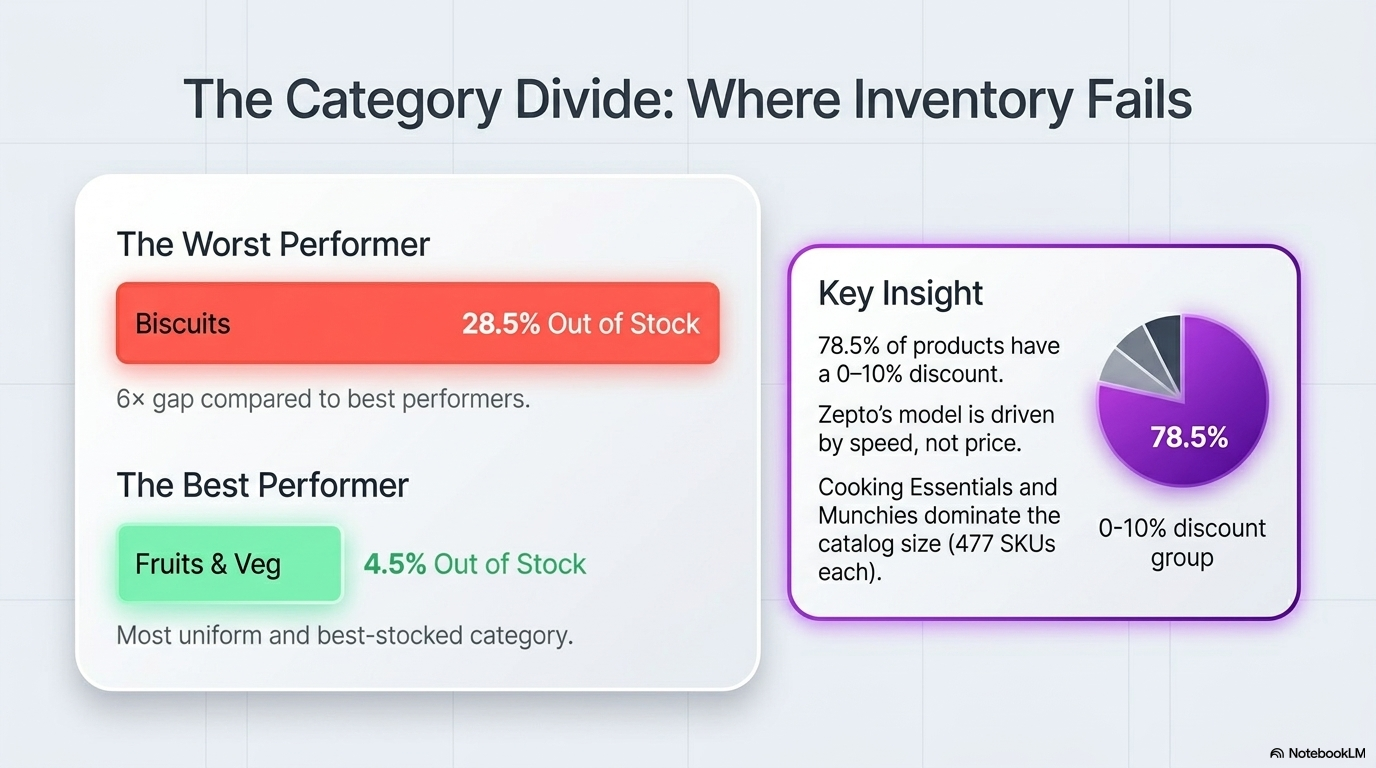 The Category Divide: Where Inventory Fails
The Worst Performer
Biscuits
28.5% Out of Stock
6× gap compared to best performers.
The Best Performer
Fruits & Veg
4.5% Out of Stock
Most uniform and best-stocked category.
Key Insight
78.5% of products have
a 0–10% discount.
Zepto’s model is driven
by speed, not price.
Cooking Essentials and
Munchies dominate the
catalog size (477 SKUs
each).
78.5%
0-10% discount
group
NotebookLM